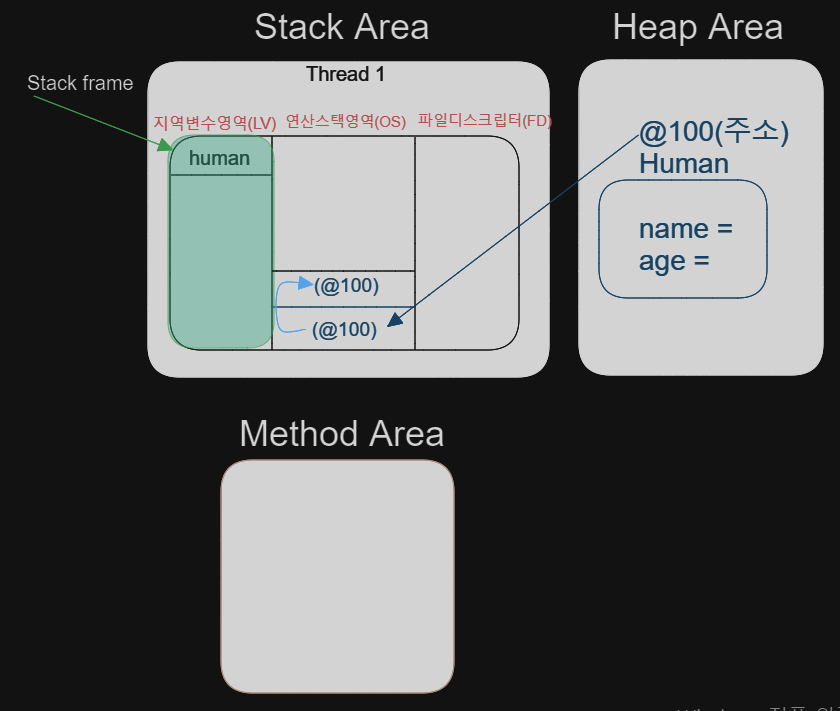 Stack Area
Heap Area
Stack frame
Thread 1
지역변수영역(LV) 연산스택영역(OS) 파일디스크립터(FD)
human
@100(주소)
Human
name =
age =
(@100)
(@100)
Method Area